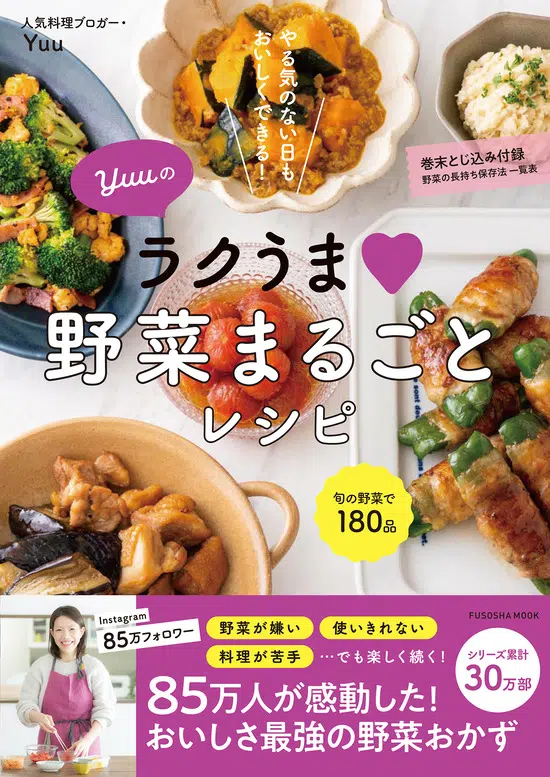 人気料理ブロガー・
Yuu
やる気のない日も
おいしくできる!
巻末とじ込み付録
野菜の長持ち保存法 一覧表
Yuuの
ラクうま♥
野菜まるごと
レシピ
旬の野菜で
180品
FUSOSHA MOOK
Instagram
85万フォロワー
野菜が嫌い
使いきれない
料理が苦手
…でも楽しく続く!
シリーズ累計
30万部
85万人が感動した!
おいしさ最強の野菜おかず